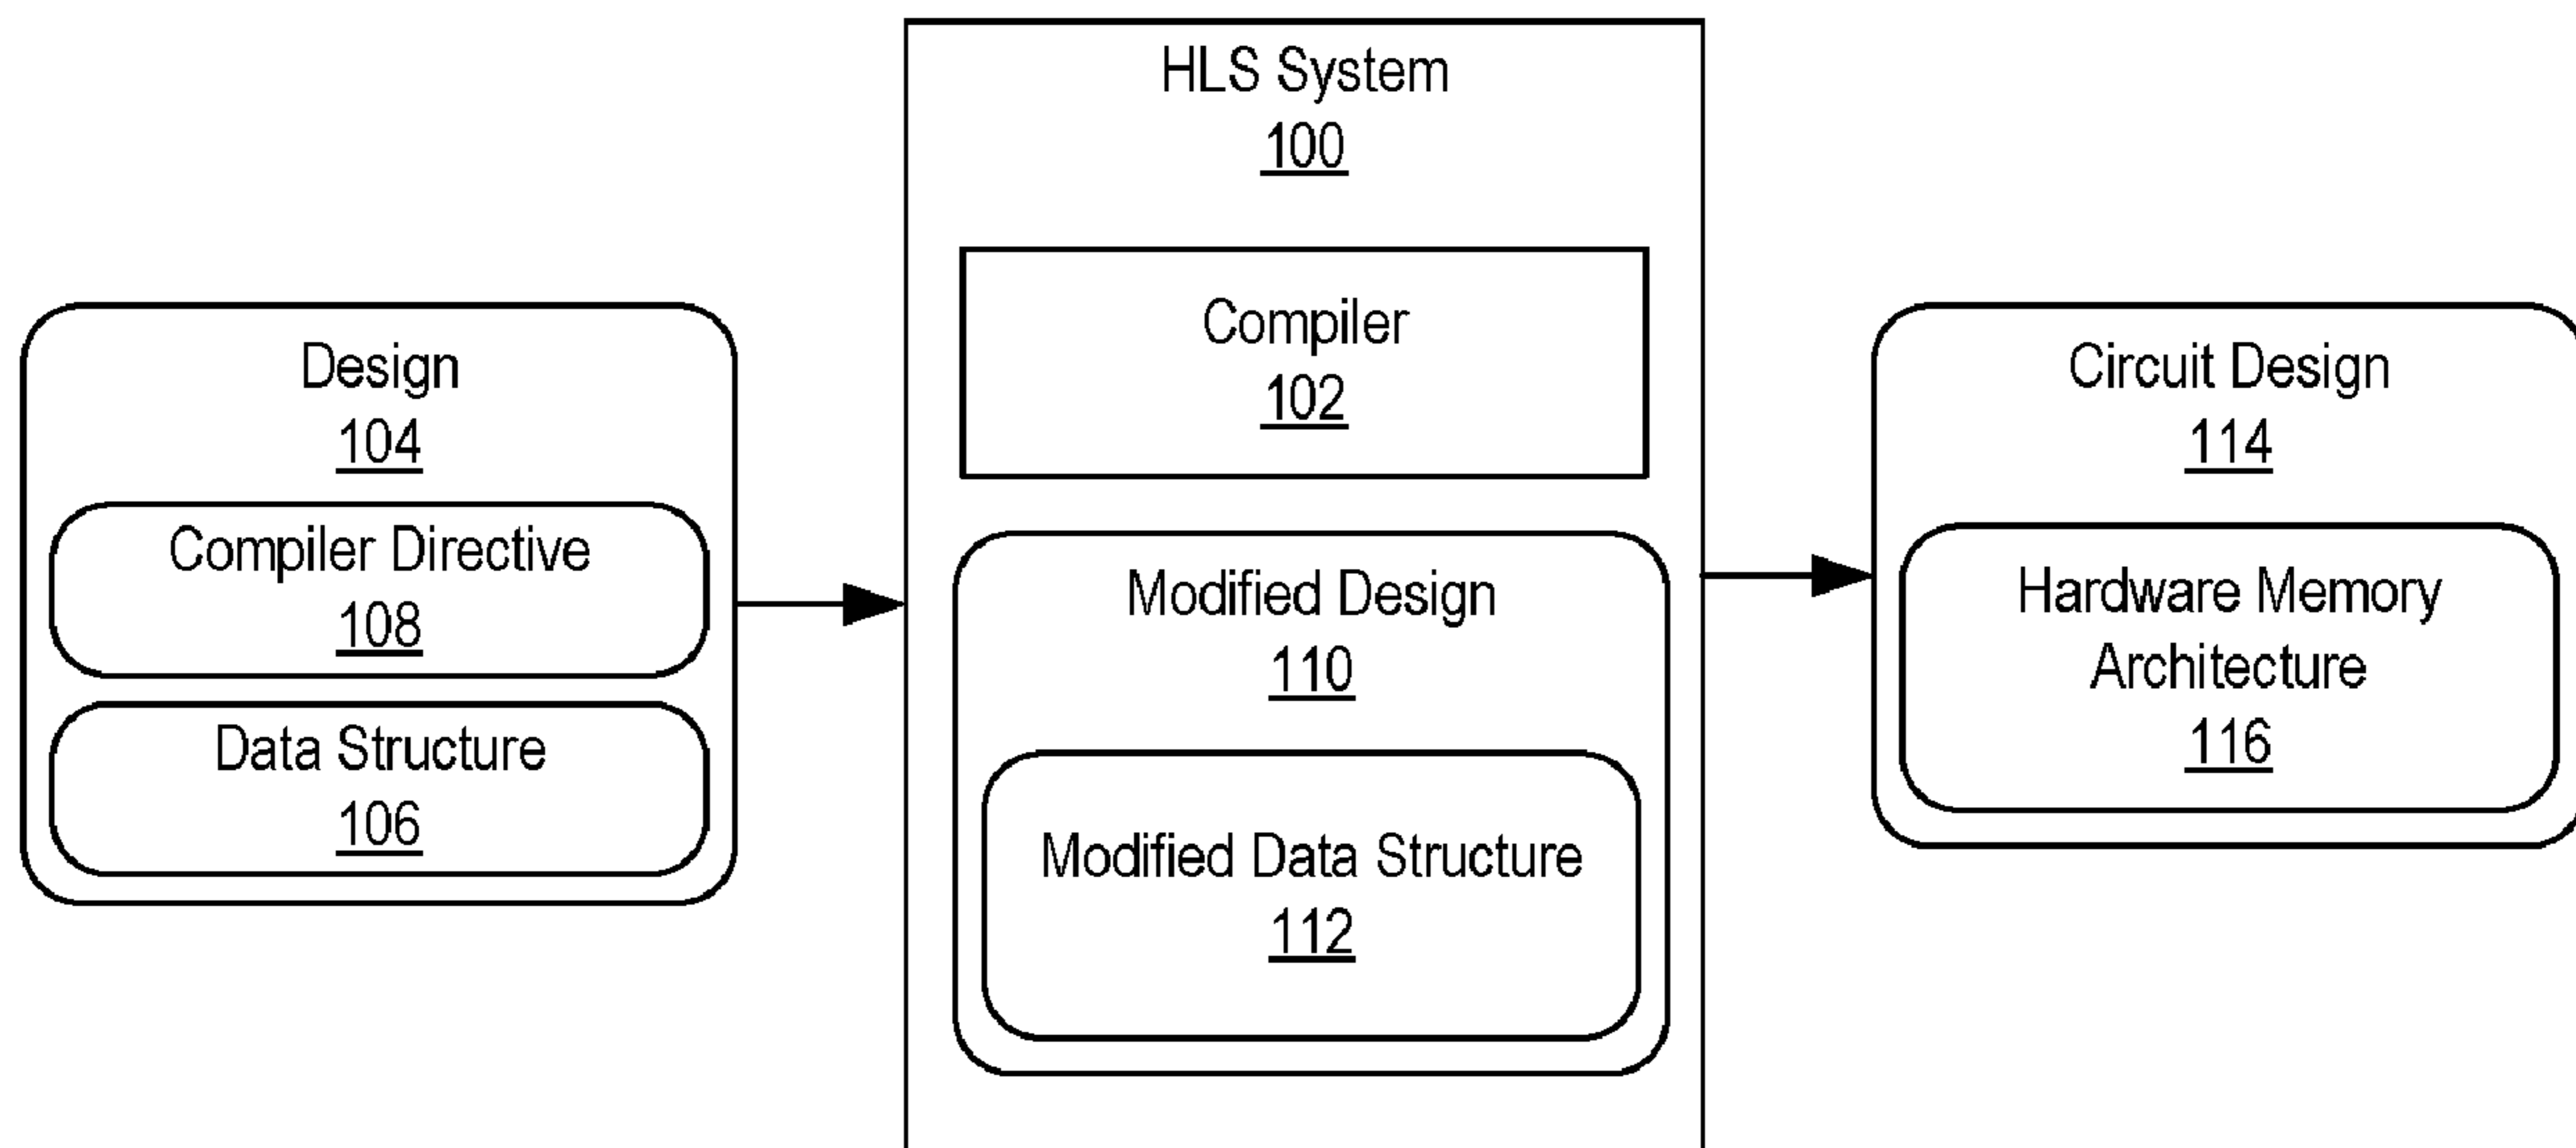 Design
104
Compiler Directive
108
Data Structure
106
HLS System
100
Compiler
102
Modified Design
110
Modified Data Structure
112
Circuit Design
114
Hardware Memory
Architecture
116